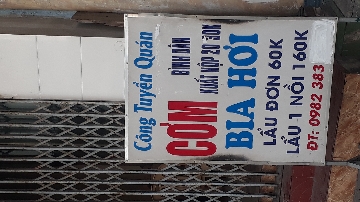 Công Tuyền Quán
CƠM BÌNH DÂN
XUẤT HỘP 20 30K
BIA HƠI
LẨU ĐƠN 60K
LẨU 1 NỒI 160K
ĐT: 0982 383